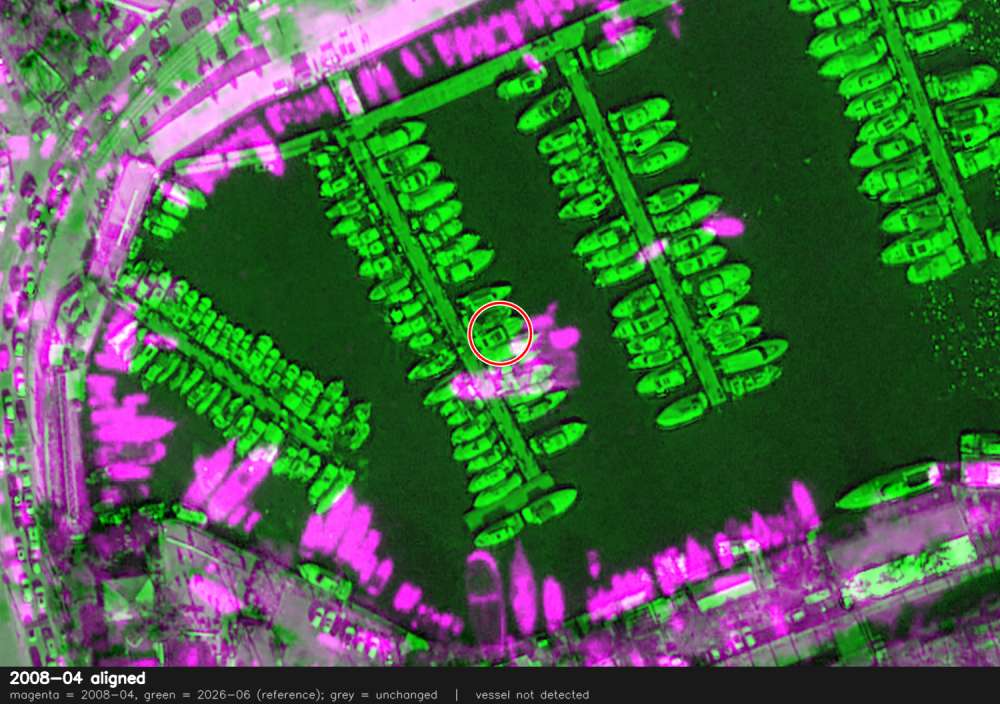 2008-04 aligned
magenta = 2008-04, green = 2026-06 (reference); grey = unchanged | vessel not detected